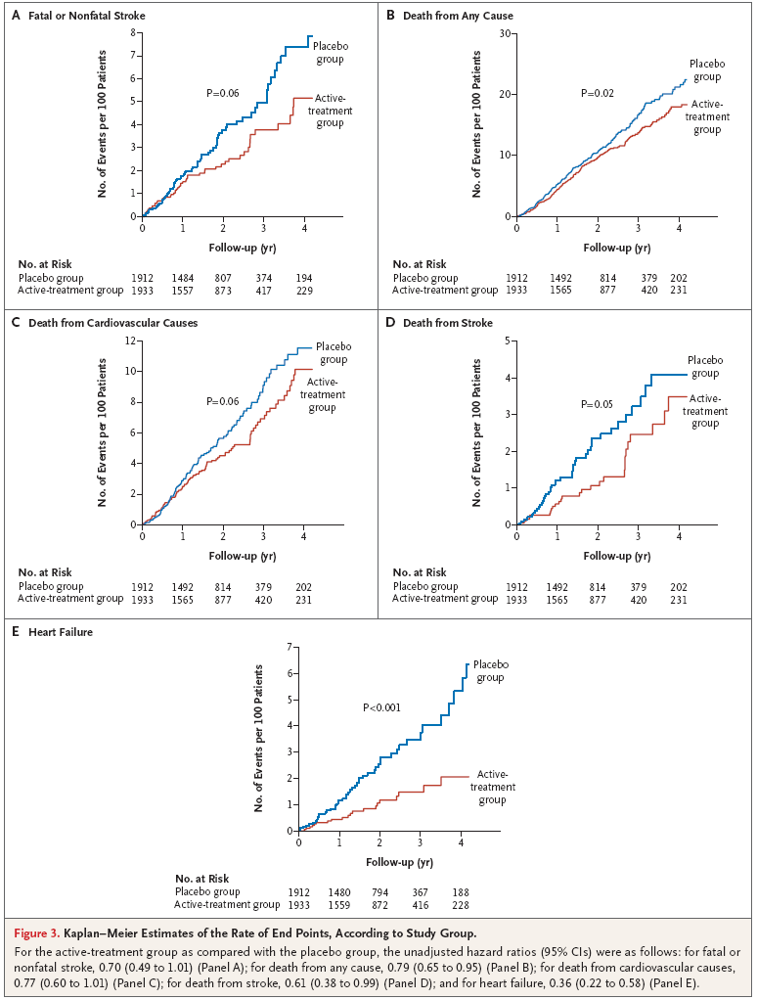 A Fatal or Nonfatal Stroke
No. of Events per 100 Patients
8
7
6
5
4
3
2
1
0
P=0.06
Placebo
group
Active-
treatment
group
0 1 2 3 4
Follow-up (yr)
No. at Risk
Placebo group 1912 1484 807 374 194
Active-treatment group 1933 1557 873 417 229
B Death from Any Cause
No. of Events per 100 Patients
30
20
10
0
P=0.02
Placebo
group
Active-
treatment
group
0 1 2 3 4
Follow-up (yr)
No. at Risk
Placebo group 1912 1492 814 379 202
Active-treatment group 1933 1565 877 420 231
C Death from Cardiovascular Causes
No. of Events per 100 Patients
12
10
8
6
4
2
0
P=0.06
Placebo
group
Active-
treatment
group
0 1 2 3 4
Follow-up (yr)
No. at Risk
Placebo group 1912 1492 814 379 202
Active-treatment group 1933 1565 877 420 231
D Death from Stroke
No. of Events per 100 Patients
5
4
3
2
1
0
P=0.05
Placebo
group
Active-
treatment
group
0 1 2 3 4
Follow-up (yr)
No. at Risk
Placebo group 1912 1492 814 379 202
Active-treatment group 1933 1565 877 420 231
E Heart Failure
No. of Events per 100 Patients
7
6
5
4
3
2
1
0
P<0.001
Placebo
group
Active-
treatment
group
0 1 2 3 4
Follow-up (yr)
No. at Risk
Placebo group 1912 1480 794 367 188
Active-treatment group 1933 1559 872 416 228
Figure 3. Kaplan–Meier Estimates of the Rate of End Points, According to Study Group.
For the active-treatment group as compared with the placebo group, the unadjusted hazard ratios (95% CIs) were as follows: for fatal or
nonfatal stroke, 0.70 (0.49 to 1.01) (Panel A); for death from any cause, 0.79 (0.65 to 0.95) (Panel B); for death from cardiovascular causes,
0.77 (0.60 to 1.01) (Panel C); for death from stroke, 0.61 (0.38 to 0.99) (Panel D); and for heart failure, 0.36 (0.22 to 0.58) (Panel E).